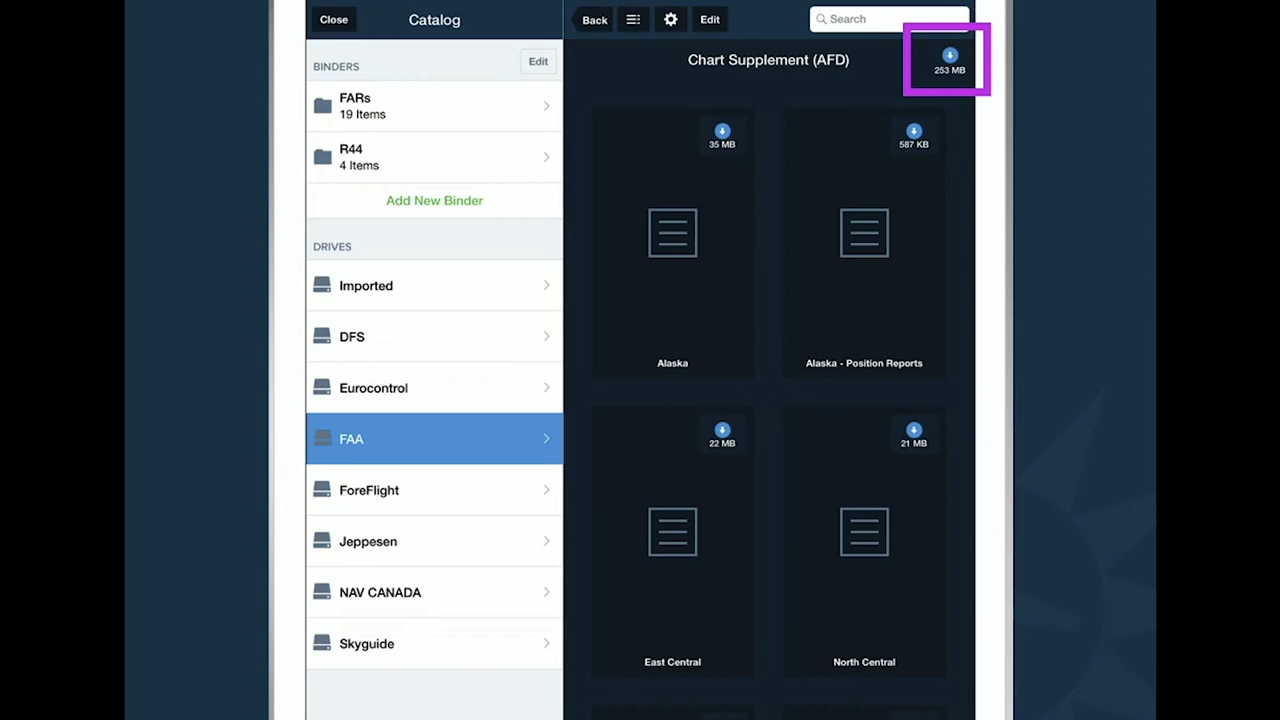 Close
Catalog
BINDERS
Edit
FARs
19 Items
R44
4 Items
Add New Binder
DRIVES
Imported
DFS
Eurocontrol
FAA
ForeFlight
Jeppesen
NAV CANADA
Skyguide
Back
Edit
Search
Chart Supplement (AFD)
253 MB
35 MB
Alaska
587 KB
Alaska - Position Reports
22 MB
East Central
21 MB
North Central